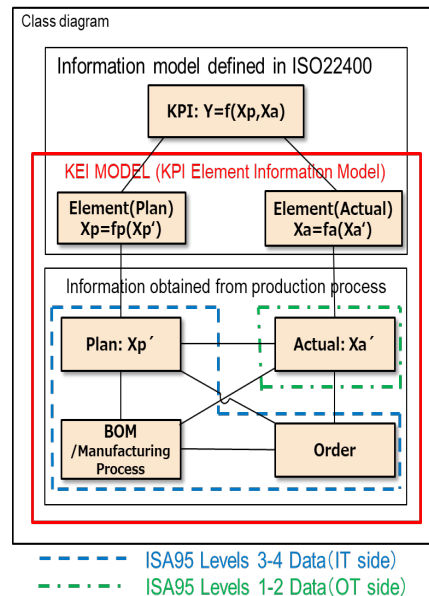 Class diagram
Information model defined in ISO22400
KPI: Y=f(Xp,Xa)
KEI MODEL (KPI Element Information Model)
Element(Plan)
Xp=fp(Xp‘)
Element(Actual)
Xa=fa(Xa’)
Information obtained from production process
Plan: Xp´
Actual: Xa´
BOM
/Manufacturing
Process
Order
ISA95 Levels 3-4 Data(IT side)
ISA95 Levels 1-2 Data(OT side)